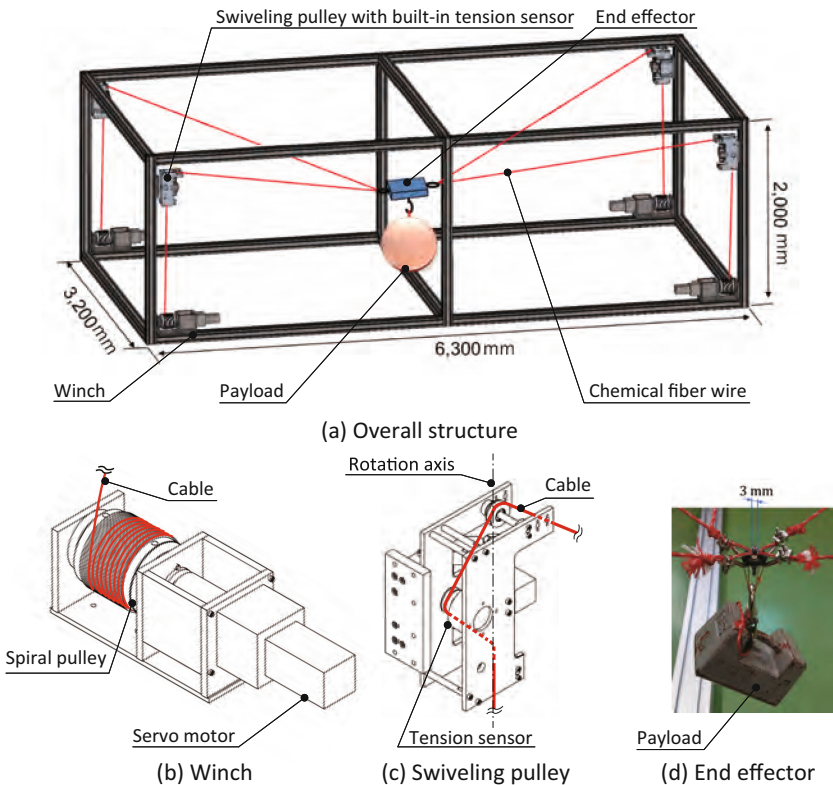 Swiveling pulley with built-in tension sensor
End effector
2,000 mm
3,200mm
6,300mm
Winch
Payload
Chemical fiber wire
(a) Overall structure
Rotation axis
Cable
Cable
3 mm
Spiral pulley
Servo motor
Tension sensor
Payload
(b) Winch
(c) Swiveling pulley
(d) End effector